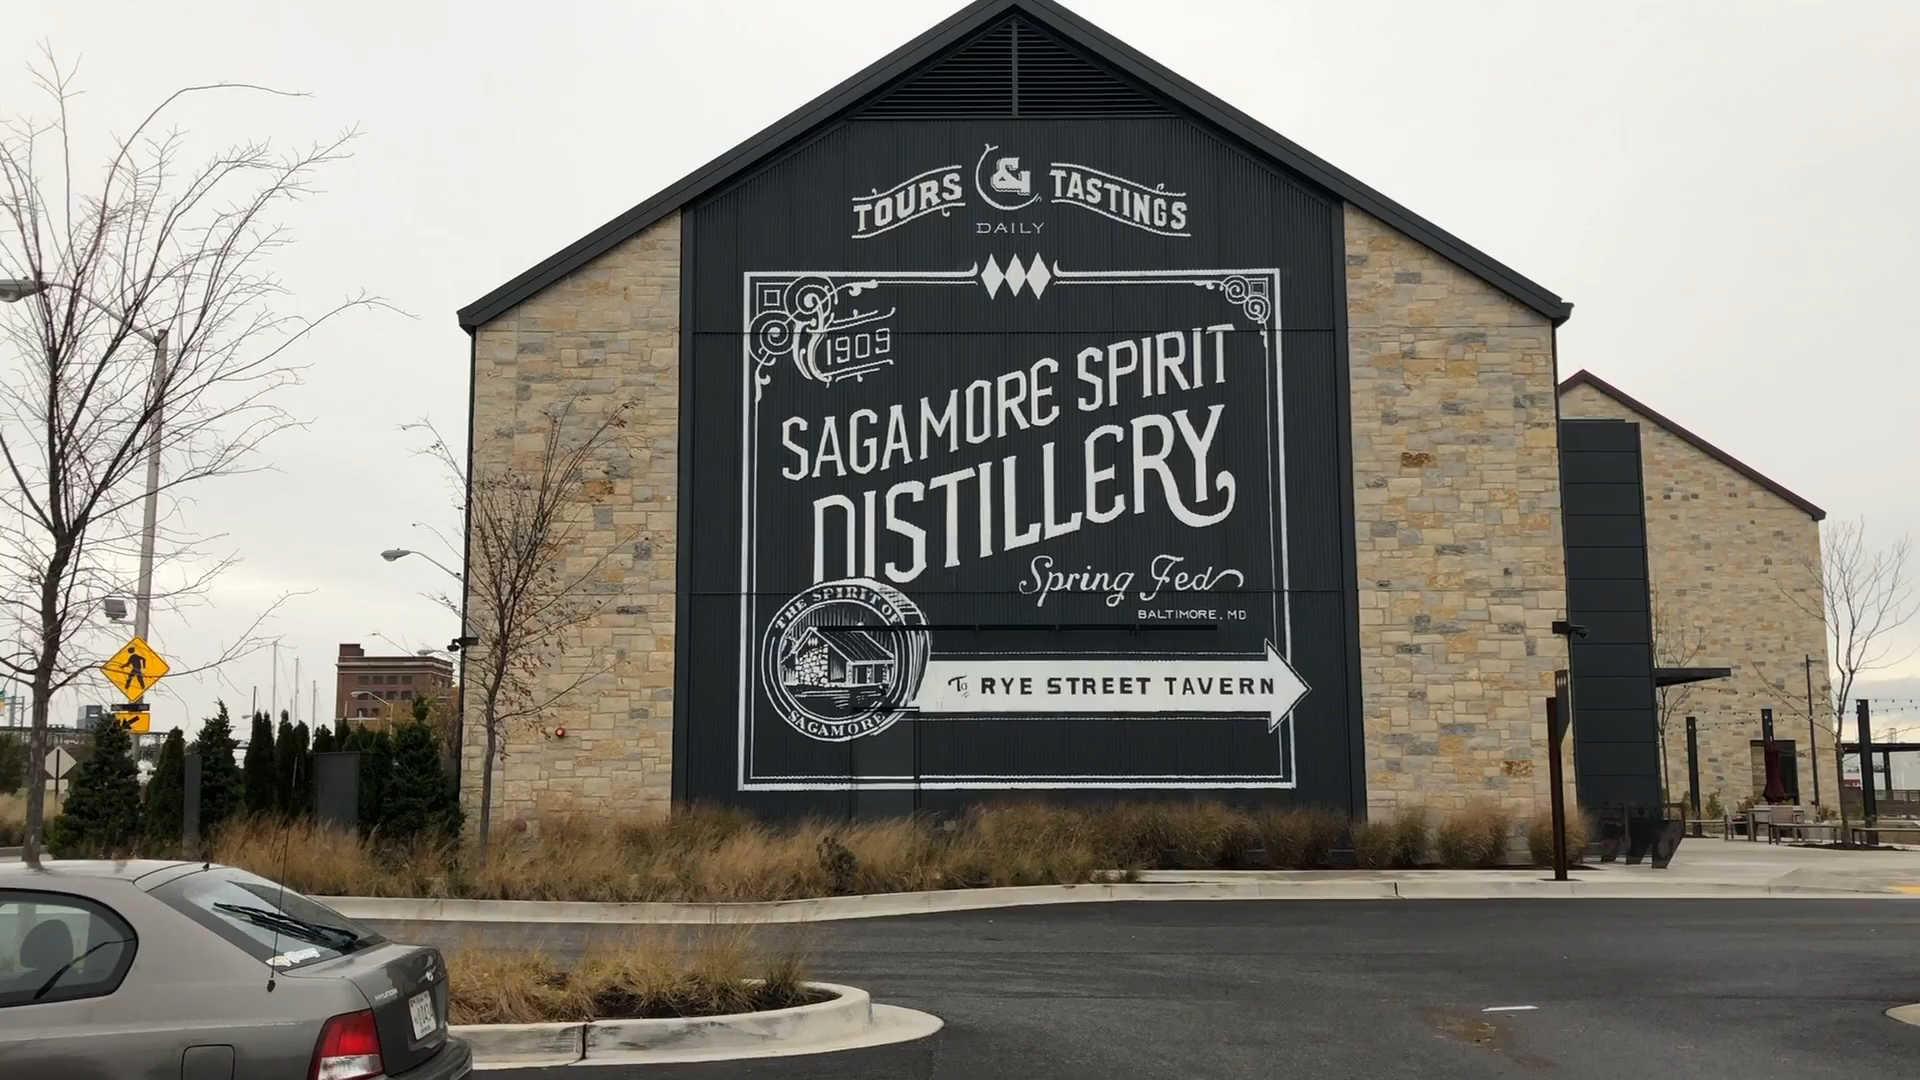 TOURS & TASTINGS
DAILY
1909
SAGAMORE SPIRIT
DISTILLERY
Spring Fed
BALTIMORE, MD
THE SPIRIT OF
SAGAMORE
To RYE STREET TAVERN
HYUNDAI